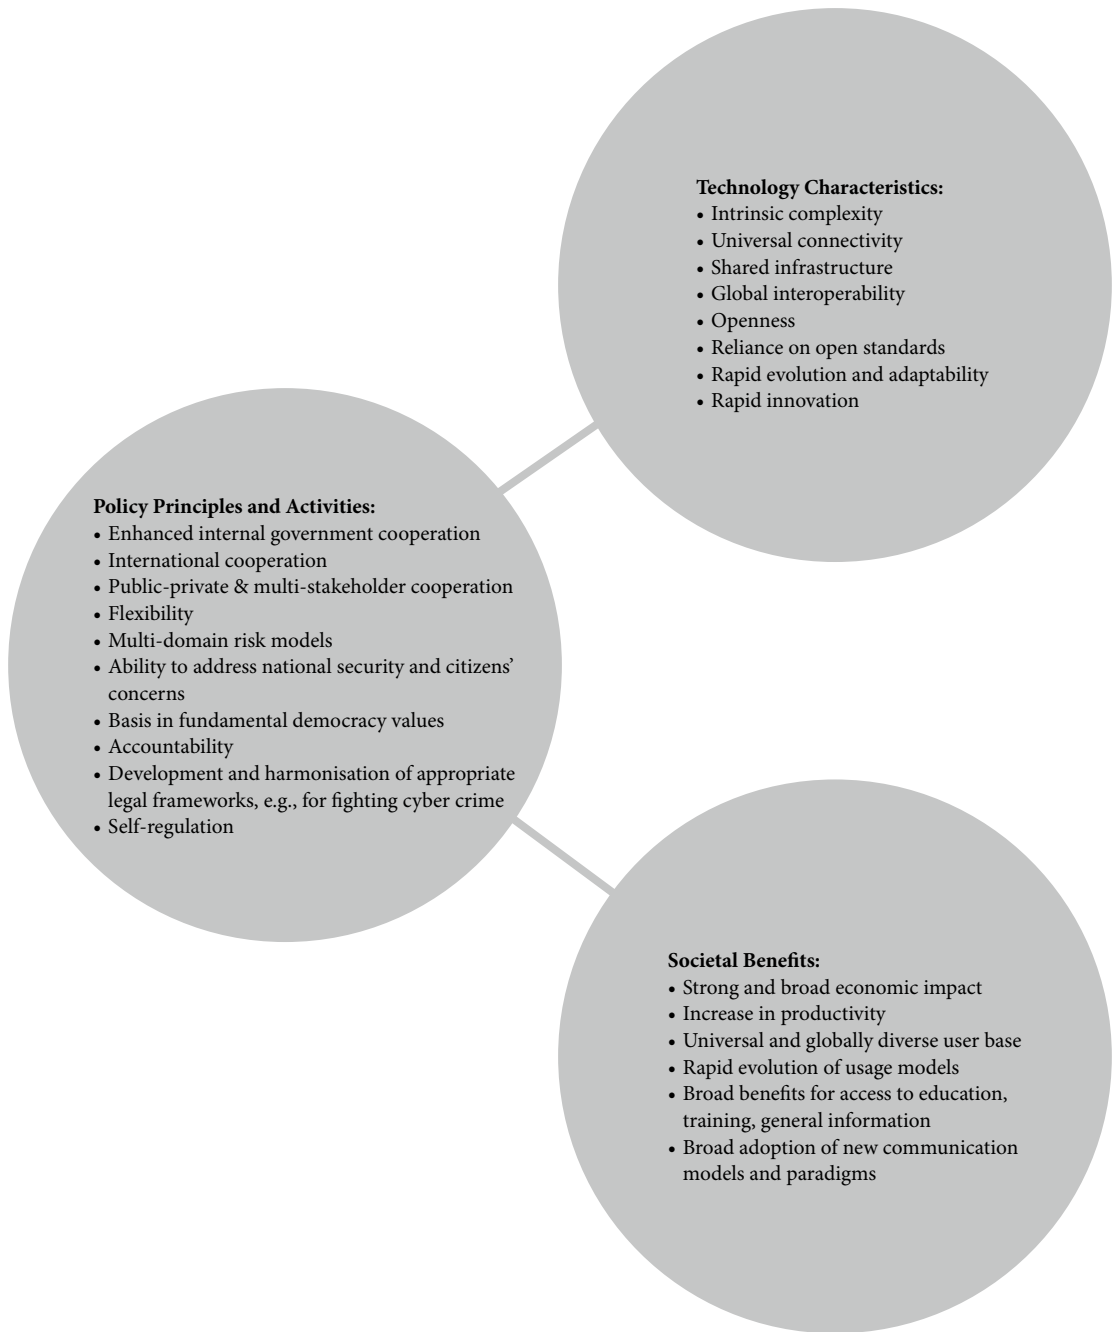 Technology Characteristics:
• Intrinsic complexity
• Universal connectivity
• Shared infrastructure
• Global interoperability
• Openness
• Reliance on open standards
• Rapid evolution and adaptability
• Rapid innovation
Policy Principles and Activities:
• Enhanced internal government cooperation
• International cooperation
• Public-private & multi-stakeholder cooperation
• Flexibility
• Multi-domain risk models
• Ability to address national security and citizens’
concerns
• Basis in fundamental democracy values
• Accountability
• Development and harmonisation of appropriate
legal frameworks, e.g., for fighting cyber crime
• Self-regulation
Societal Benefits:
• Strong and broad economic impact
• Increase in productivity
• Universal and globally diverse user base
• Rapid evolution of usage models
• Broad benefits for access to education,
training, general information
• Broad adoption of new communication
models and paradigms